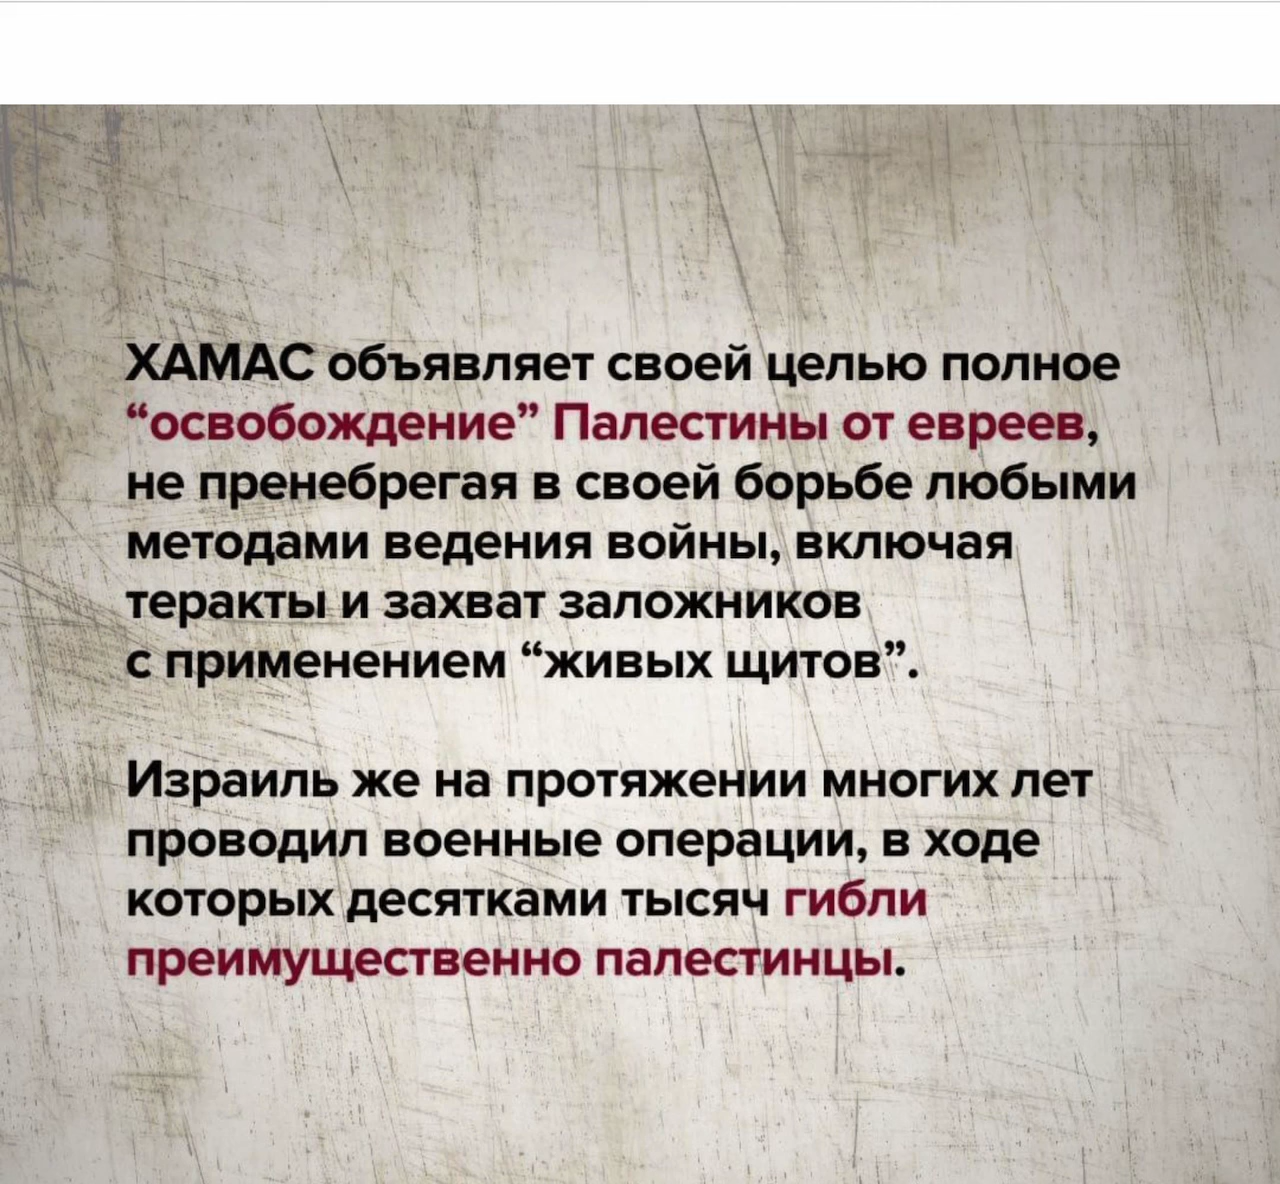 ХАМАС объявляет своей целью полное
“освобождение” Палестины от евреев,
не пренебрегая в своей борьбе любыми
методами ведения войны, включая
теракты и захват заложников
с применением “живых щитов”.
Израиль же на протяжении многих лет
проводил военные операции, в ходе
которых десятками тысяч гибли
преимущественно палестинцы.